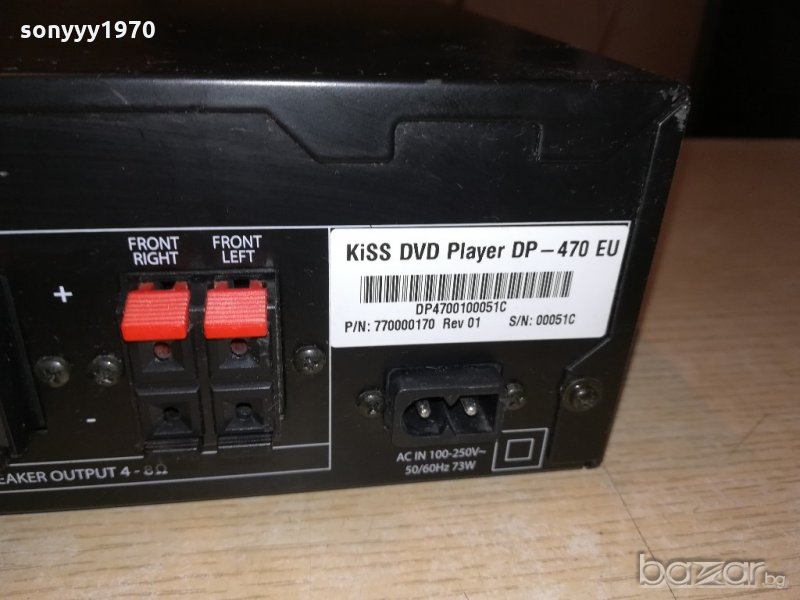 sonyyy1970
FRONT RIGHT
FRONT LEFT
+
-
KiSS DVD Player DP-470 EU
DP4700100051C
P/N: 770000170 Rev 01 S/N: 00051C
AC IN 100-250V~
50/60Hz 73W
OUTPUT 4 - 8Ω
bazar.bg